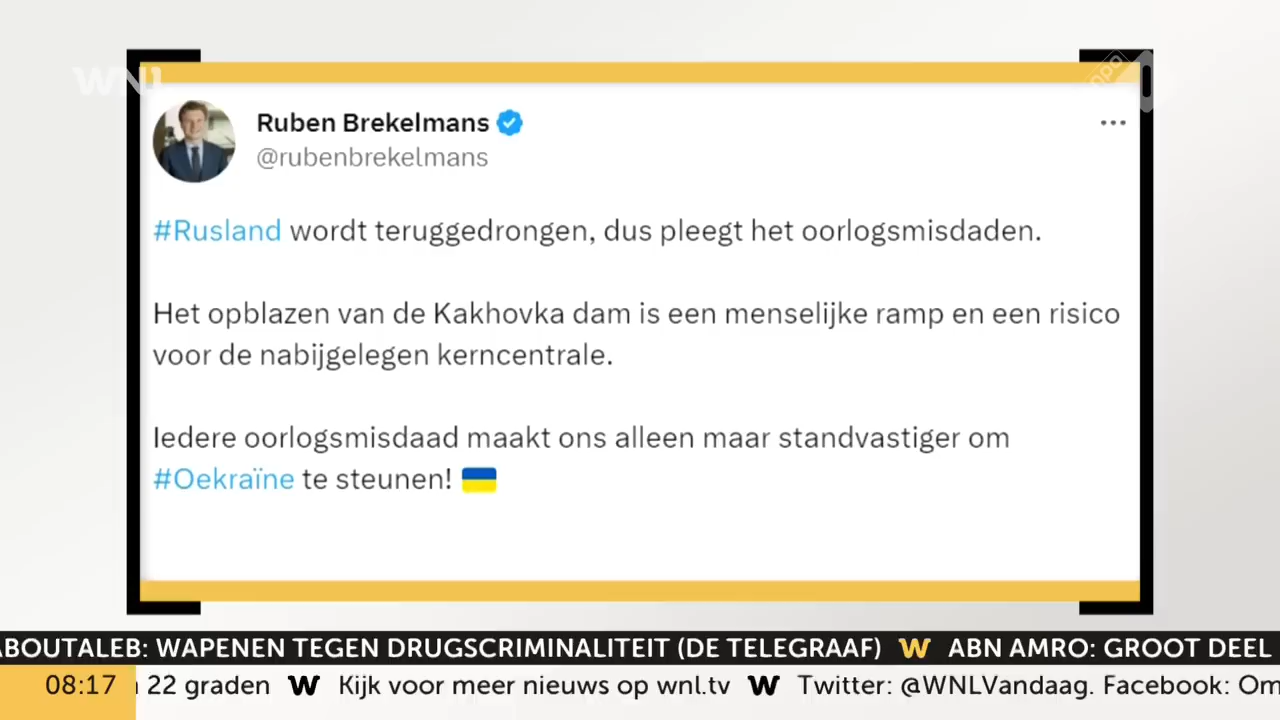 WNL
npo
Ruben Brekelmans
@rubenbrekelmans
#Rusland wordt teruggedrongen, dus pleegt het oorlogsmisdaden.
Het opblazen van de Kakhovka dam is een menselijke ramp en een risico
voor de nabijgelegen kerncentrale.
Iedere oorlogsmisdaad maakt ons alleen maar standvastiger om
#Oekraïne te steunen!
ABOUTALEB: WAPENEN TEGEN DRUGSCRIMINALITEIT (DE TELEGRAAF) W ABN AMRO: GROOT DEEL
08:17 22 graden W Kijk voor meer nieuws op wnl.tv W Twitter: @WNLVandaag. Facebook: Om